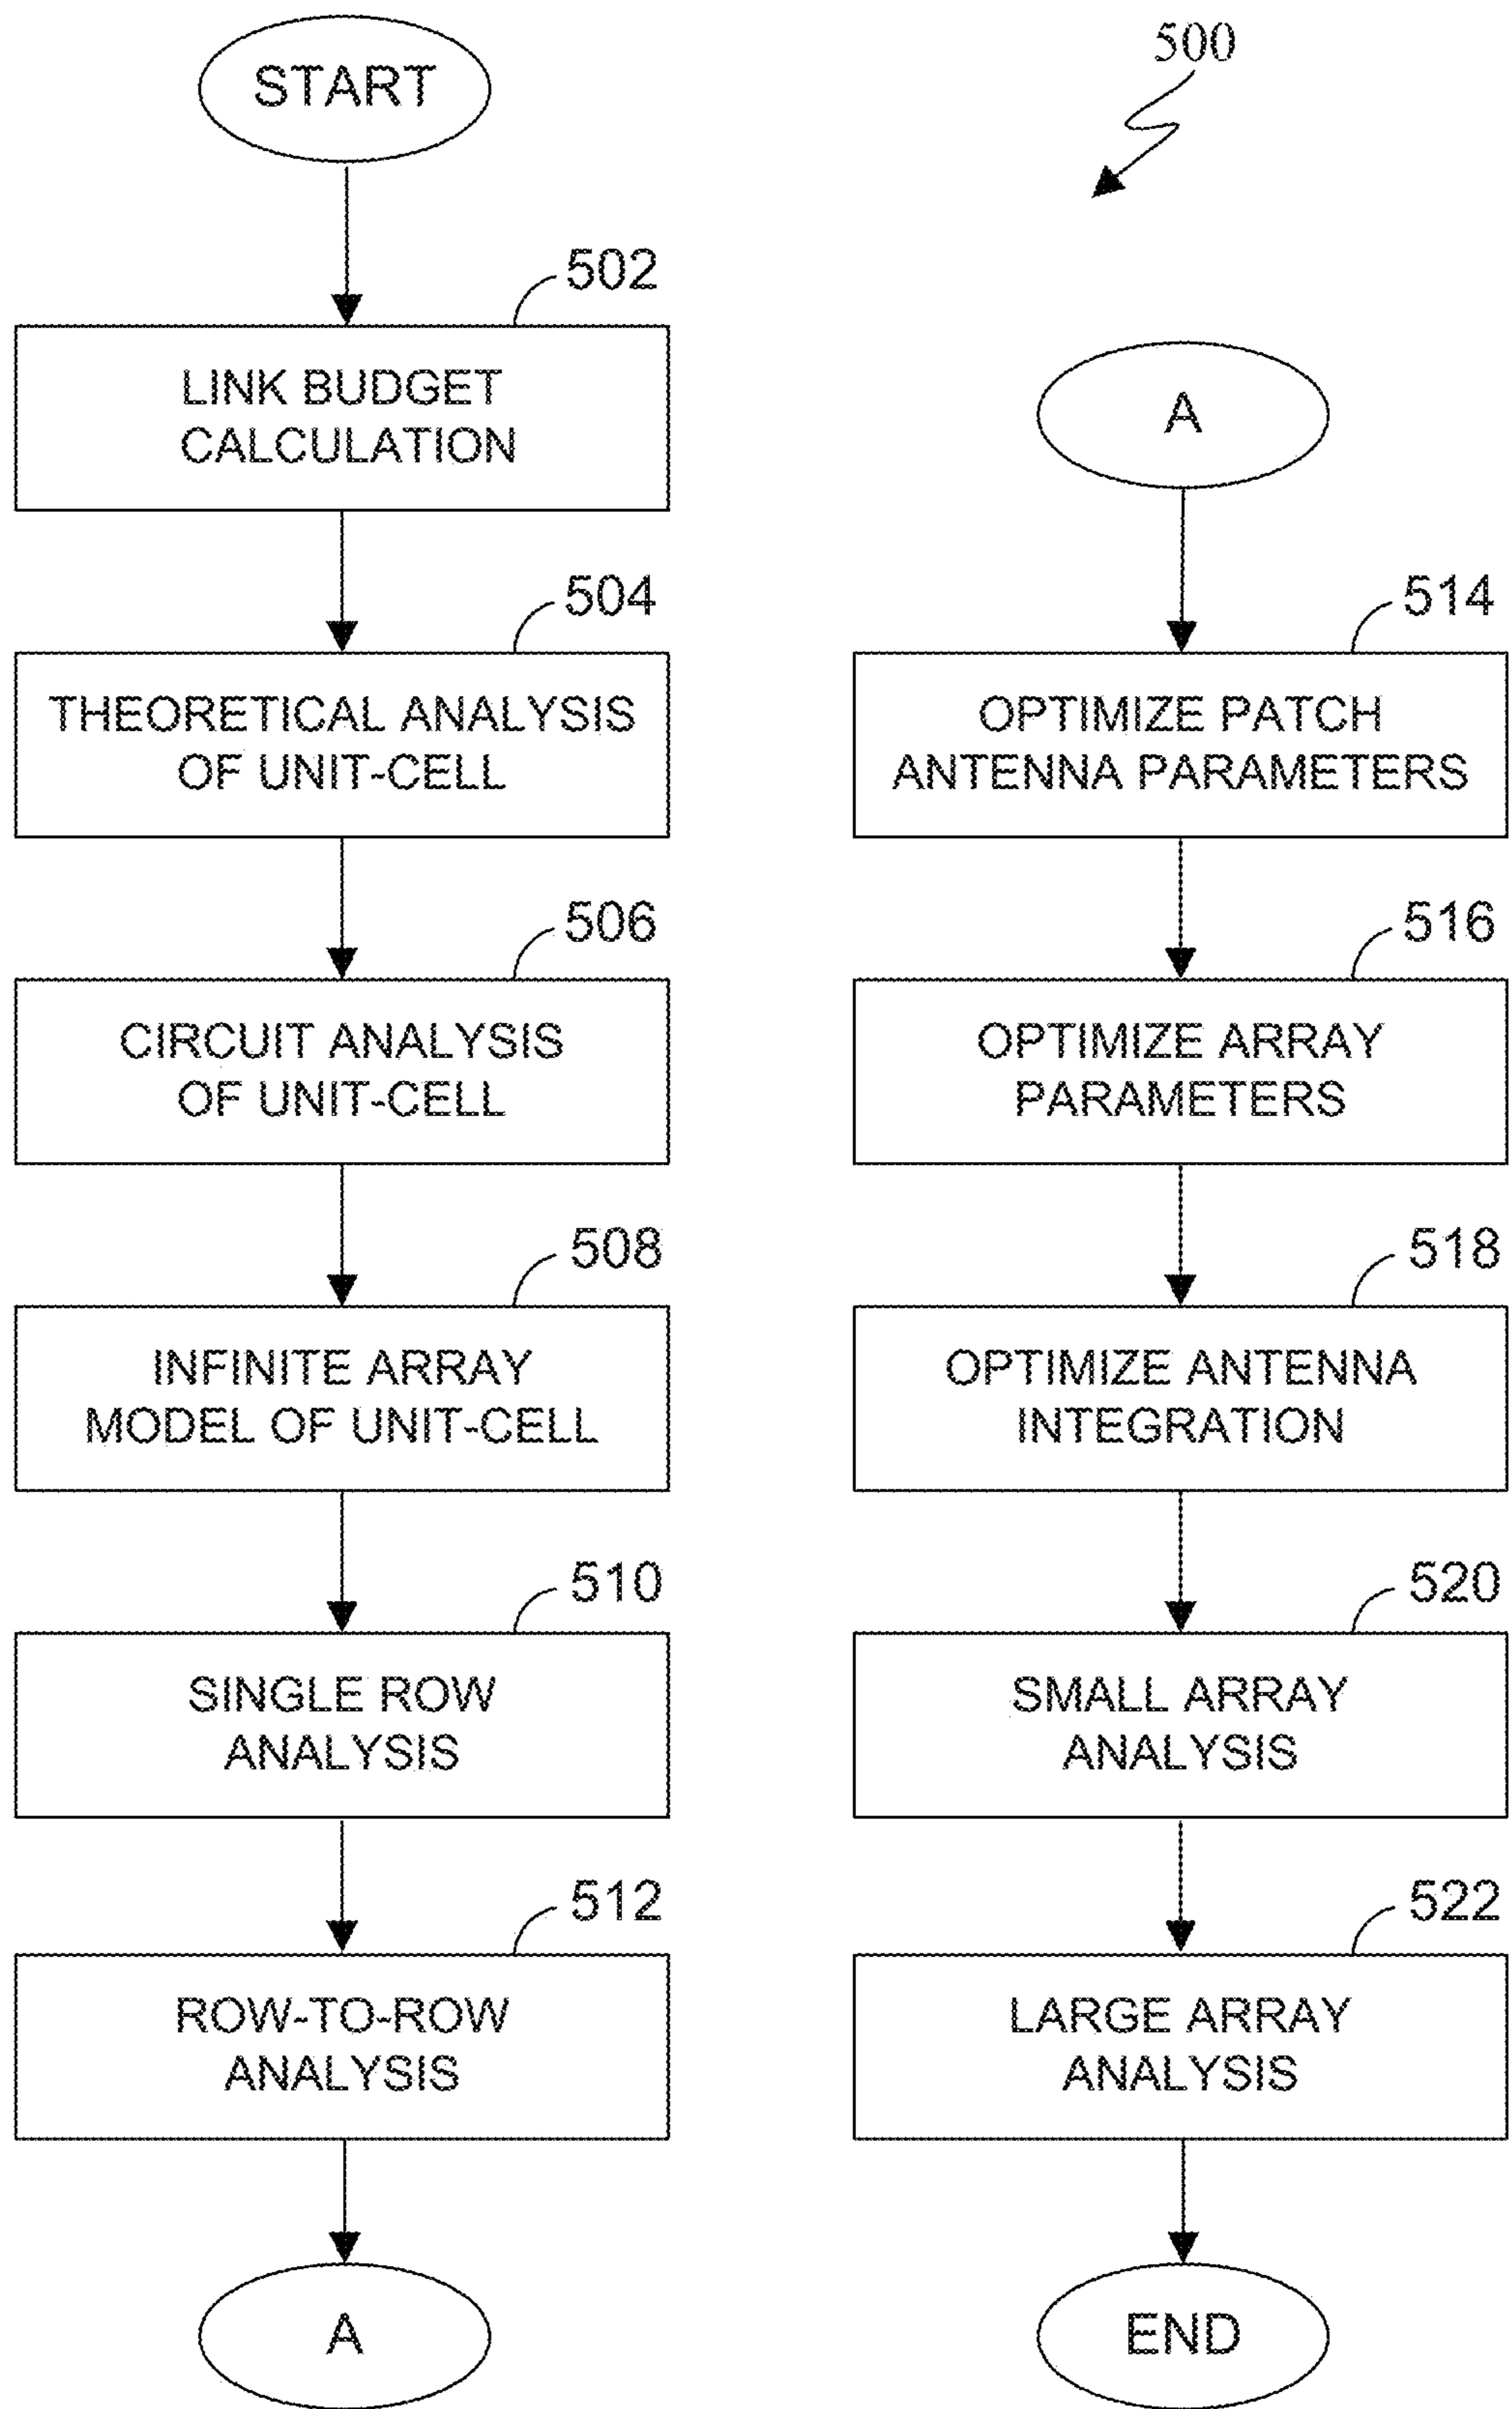 START
502
LINK BUDGET
CALCULATION
504
THEORETICAL ANALYSIS
OF UNIT-CELL
506
CIRCUIT ANALYSIS
OF UNIT-CELL
508
INFINITE ARRAY
MODEL OF UNIT-CELL
510
SINGLE ROW
ANALYSIS
512
ROW-TO-ROW
ANALYSIS
A
500
A
514
OPTIMIZE PATCH
ANTENNA PARAMETERS
516
OPTIMIZE ARRAY
PARAMETERS
518
OPTIMIZE ANTENNA
INTEGRATION
520
SMALL ARRAY
ANALYSIS
522
LARGE ARRAY
ANALYSIS
END